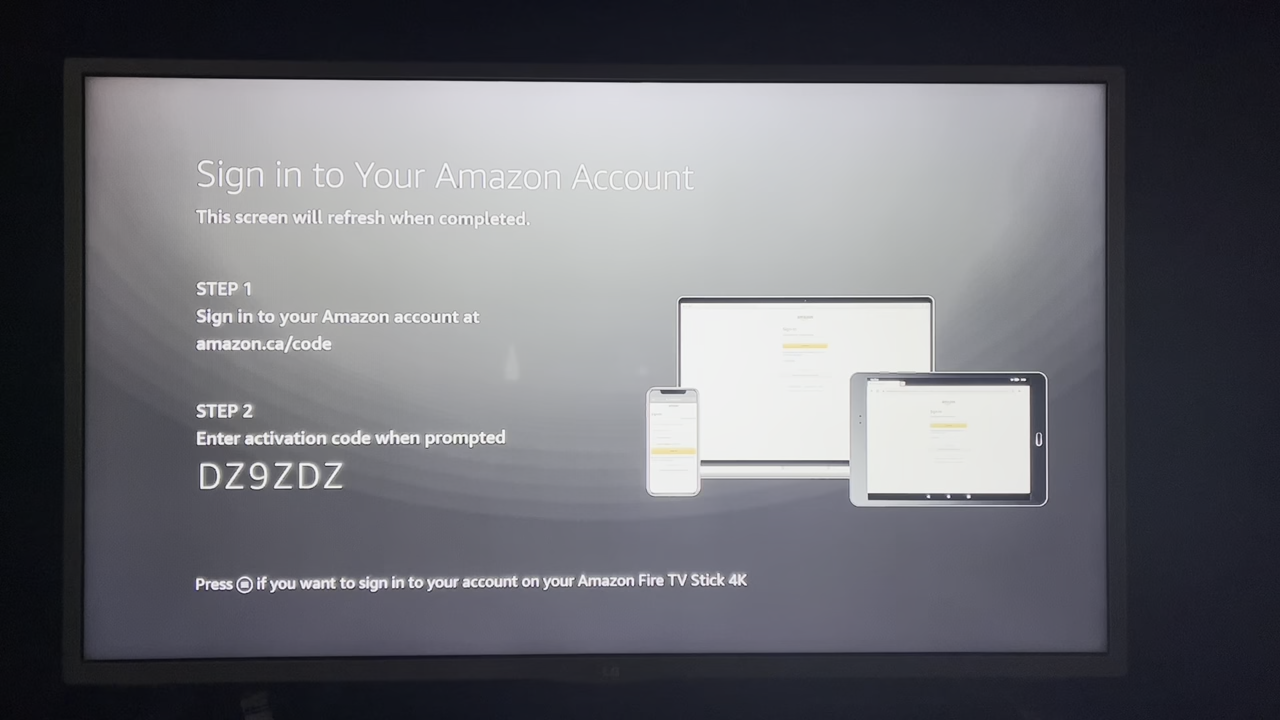 Sign in to Your Amazon Account
This screen will refresh when completed.
STEP 1
Sign in to your Amazon account at
amazon.ca/code
STEP 2
Enter activation code when prompted
DZ9ZDZ
Press if you want to sign in to your account on your Amazon Fire TV Stick 4K
LG